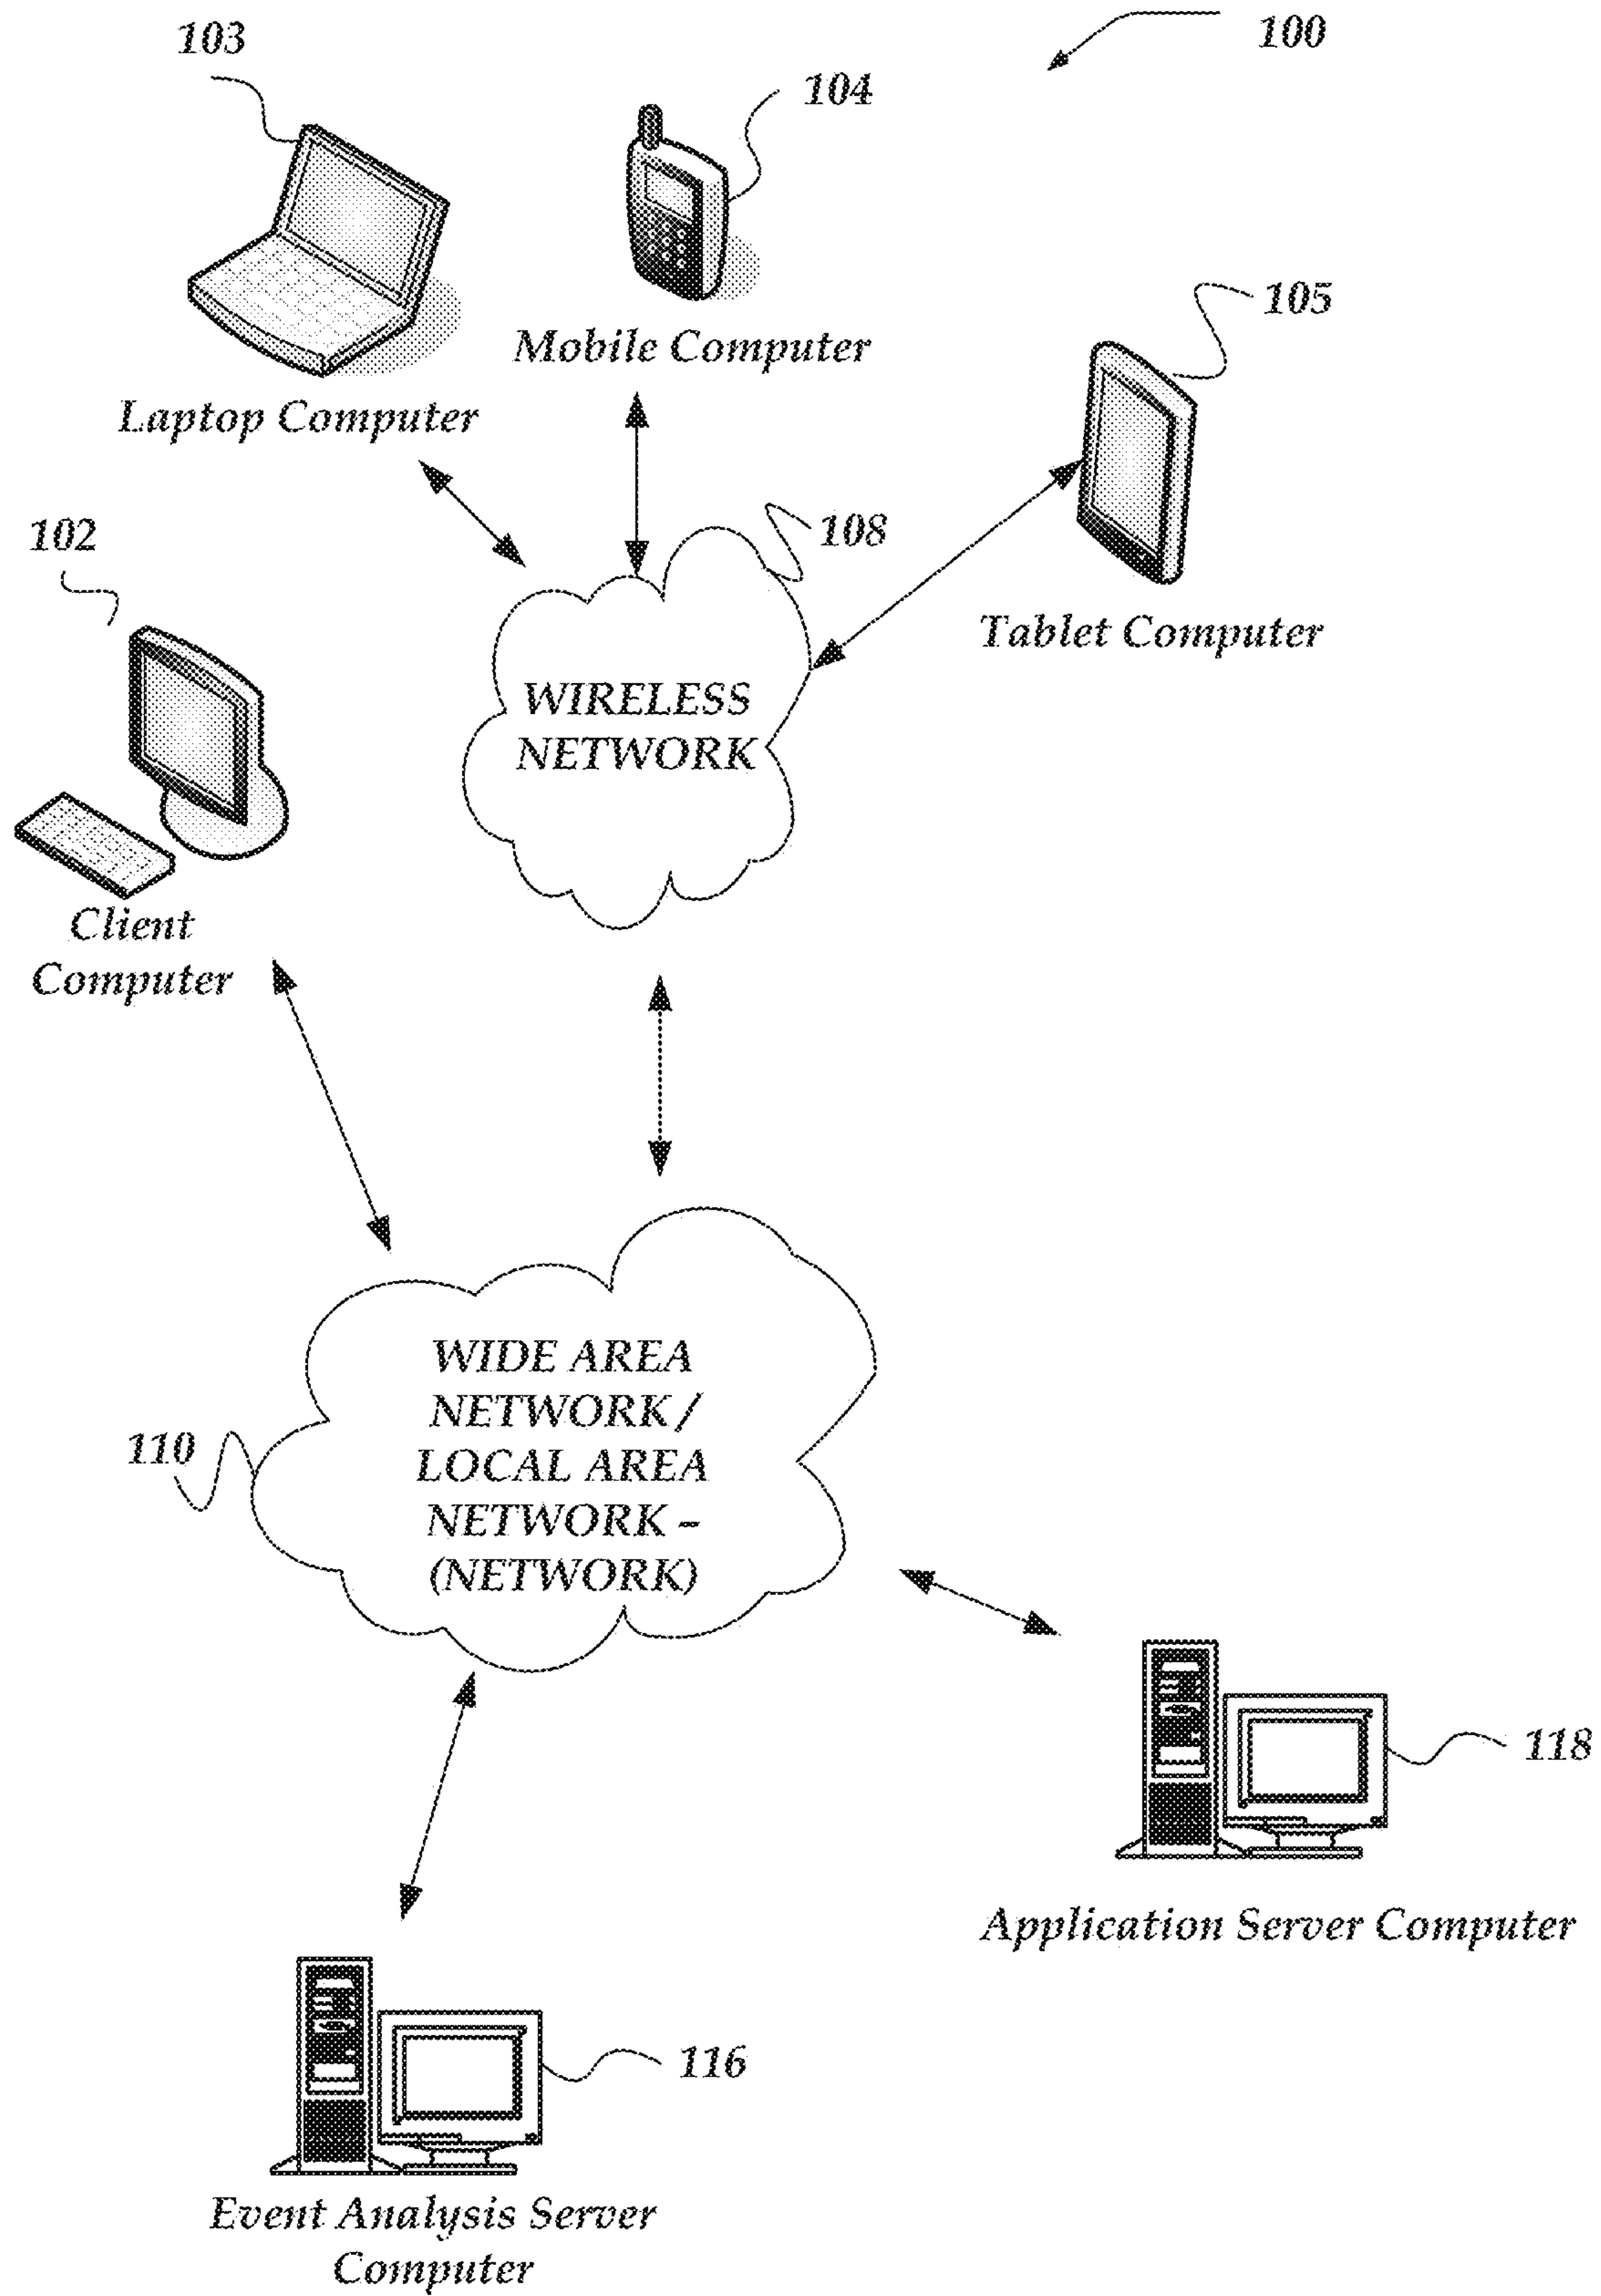 100
103
104
Mobile Computer
105
Laptop Computer
Tablet Computer
102
108
WIRELESS
NETWORK
Client
Computer
WIDE AREA
NETWORK /
LOCAL AREA
NETWORK –
(NETWORK)
110
118
Application Server Computer
116
Event Analysis Server
Computer